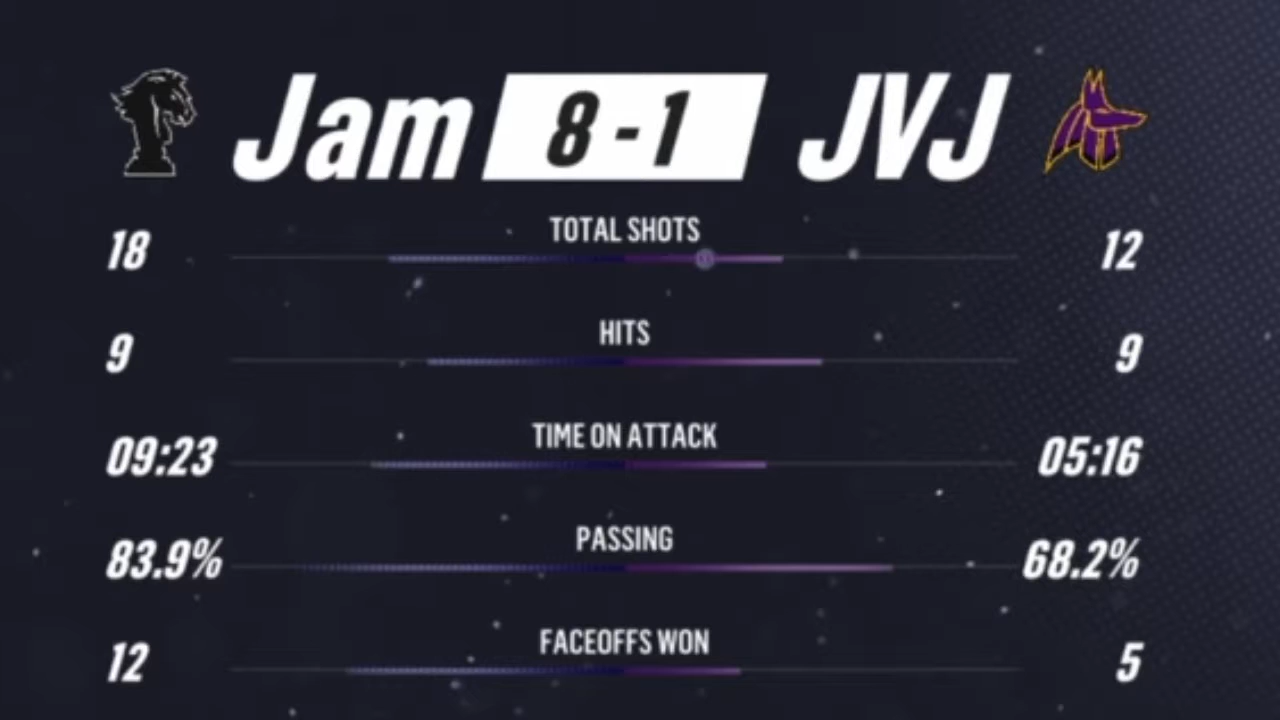 Jam 8-1 JVJ
TOTAL SHOTS
18 12
HITS
9 9
TIME ON ATTACK
09:23 05:16
PASSING
83.9% 68.2%
FACEOFFS WON
12 5